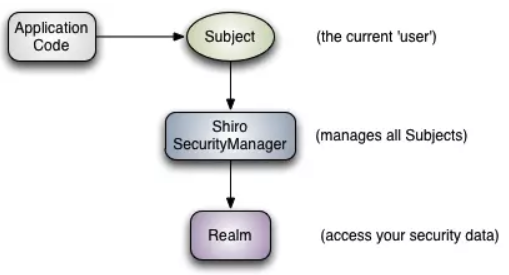 Application
Code
Subject
(the current 'user')
Shiro
SecurityManager
(manages all Subjects)
Realm
(access your security data)